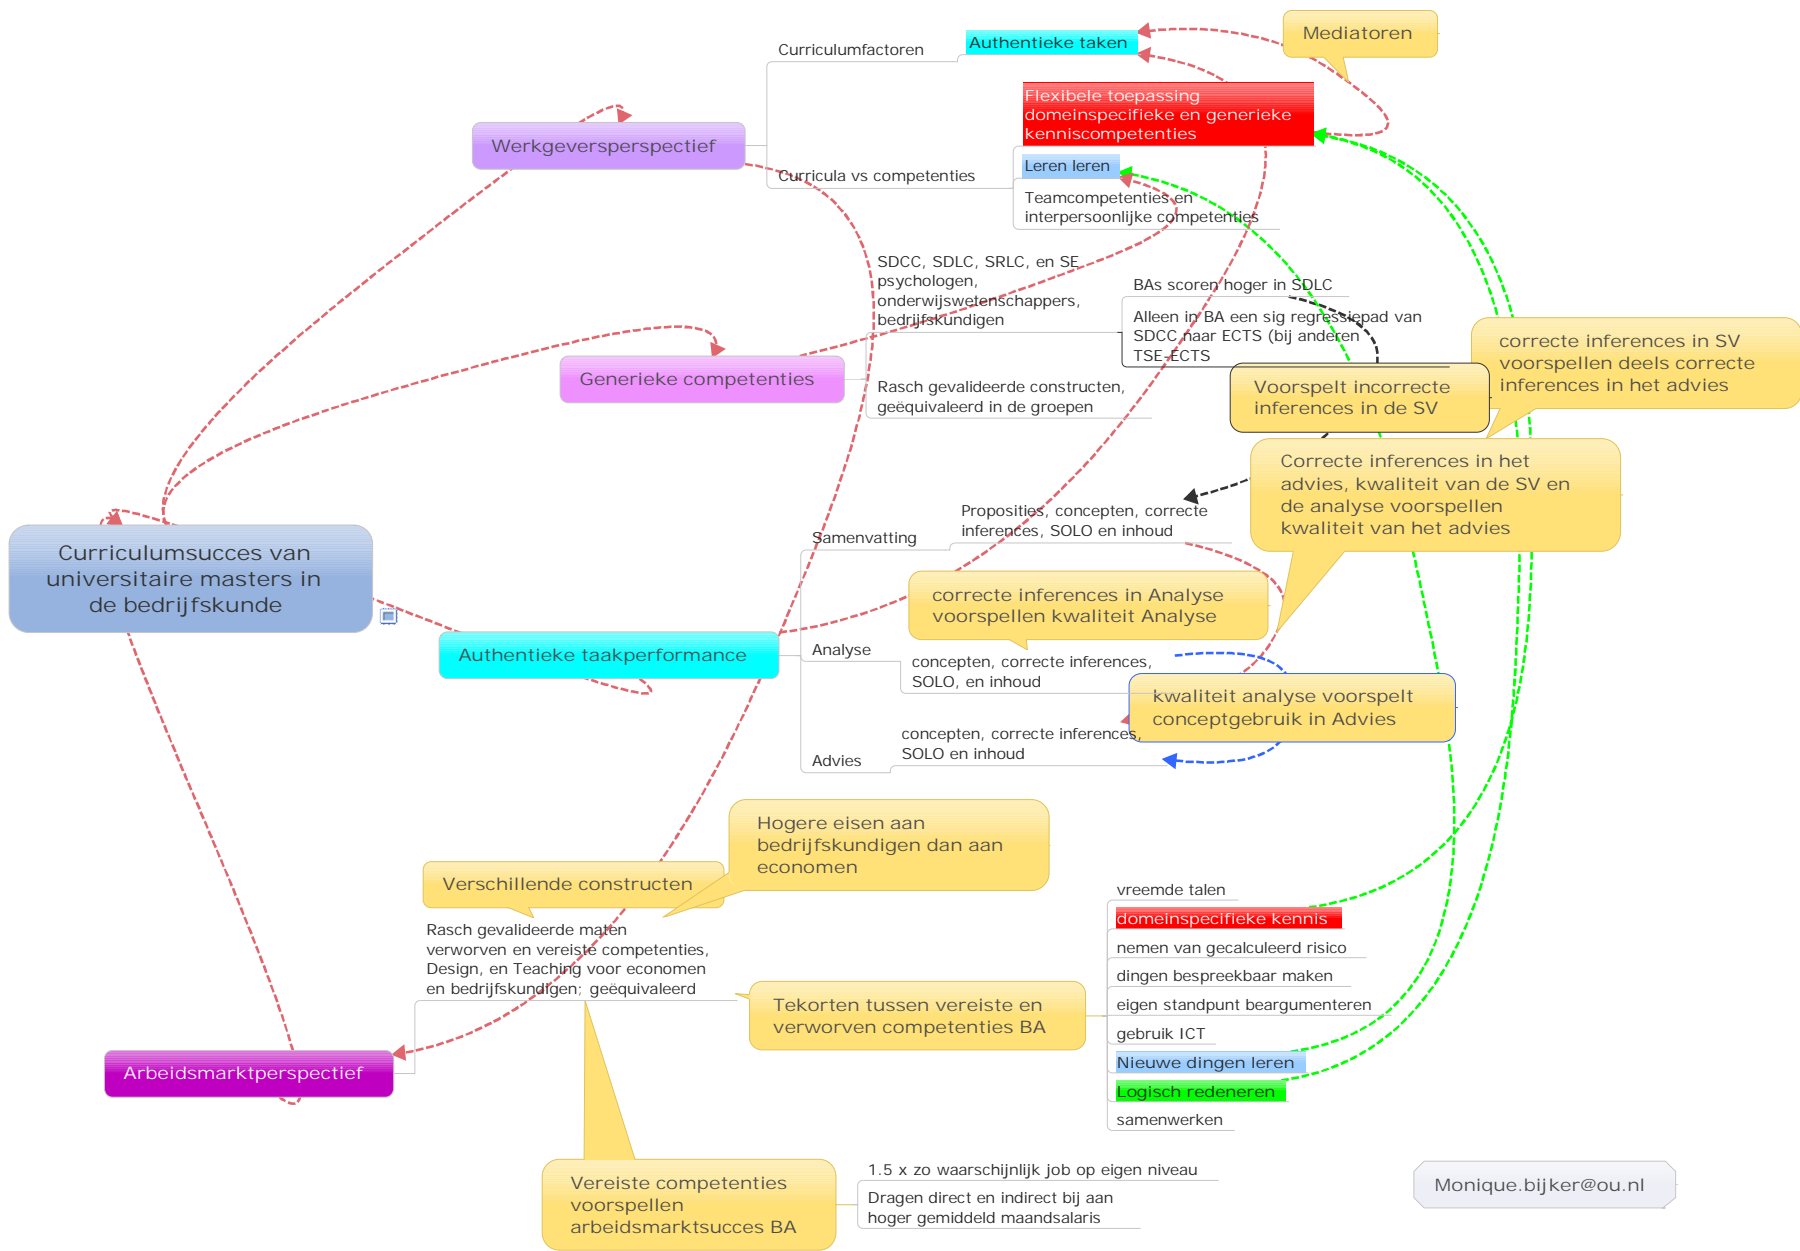 Mediatoren
Curriculumfactoren
Authentieke taken
Flexibele toepassing
domeinspecifieke en generieke
kenniscompetenties
Werkgeversperspectief
Leren leren
Curricula vs competenties
Teamcompetenties en
interpersoonlijke competenties
SDCC, SDLC, SRLC, en SE
psychologen,
onderwijswetenschappers,
bedrijfskundigen
BAs scoren hoger in SDLC
Alleen in BA een sig regressiepad van
SDCC naar ECTS (bij anderen
TSE-ECTS
correcte inferences in SV
voorspellen deels correcte
inferences in het advies
Generieke competenties
Rasch gevalideerde constructen,
geëquivaleerd in de groepen
Voorspelt incorrecte
inferences in de SV
Correcte inferences in het
advies, kwaliteit van de SV en
de analyse voorspellen
kwaliteit van het advies
Proposities, concepten, correcte
inferences, SOLO en inhoud
Samenvatting
Curriculumsucces van
universitaire masters in
de bedrijfskunde
correcte inferences in Analyse
voorspellen kwaliteit Analyse
Authentieke taakperformance
Analyse
concepten, correcte inferences,
SOLO, en inhoud
kwaliteit analyse voorspelt
conceptgebruik in Advies
concepten, correcte inferences,
SOLO en inhoud
Advies
Hogere eisen aan
bedrijfskundigen dan aan
economen
Verschillende constructen
Rasch gevalideerde maten
verworven en vereiste competenties,
Design, en Teaching voor economen
en bedrijfskundigen; geëquivaleerd
vreemde talen
domeinspecifieke kennis
nemen van gecalculeerd risico
dingen bespreekbaar maken
eigen standpunt beargumenteren
gebruik ICT
Nieuwe dingen leren
Logisch redeneren
samenwerken
Tekorten tussen vereiste en
verworven competenties BA
Arbeidsmarktperspectief
Vereiste competenties
voorspellen
arbeidsmarktsucces BA
1.5 x zo waarschijnlijk job op eigen niveau
Dragen direct en indirect bij aan
hoger gemiddeld maandsalaris
Monique.bijker@ou.nl